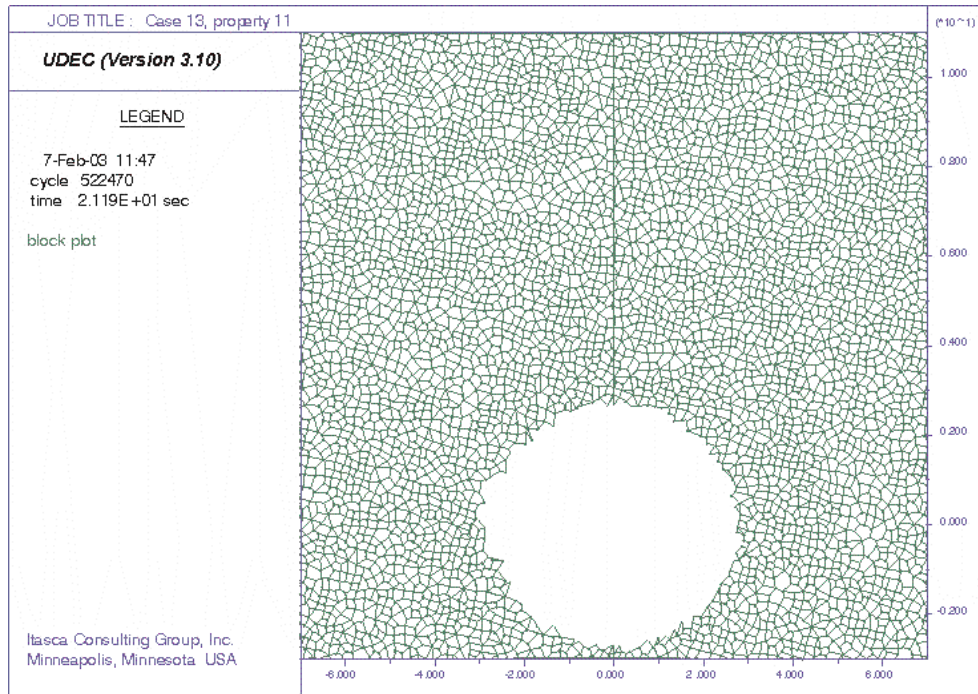 JOB TITLE : Case 13, property 11
(*10^1)
UDEC (Version 3.10)
LEGEND
7-Feb-03 11:47
cycle 522470
time 2.119E+01 sec
block plot
Itasca Consulting Group, Inc.
Minneapolis, Minnesota USA
1.000
0.800
0.600
0.400
0.200
0.000
-0.200
-6.000 -4.000 -2.000 0.000 2.000 4.000 6.000